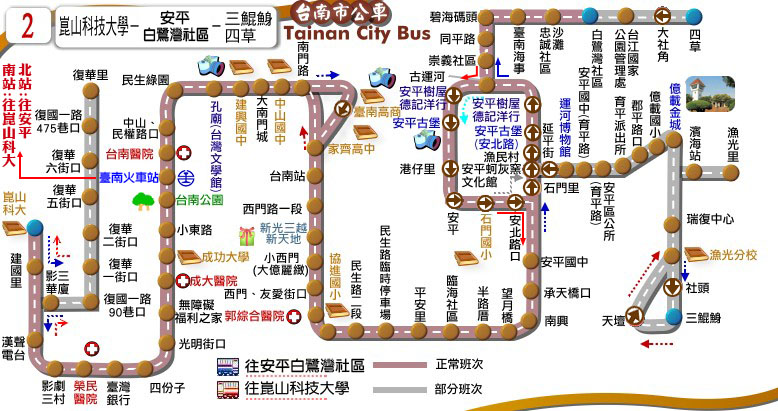 2
崑山科技大學–
安平
白鷺灣社區
–三鯤鯓
四草
台南市公車
Tainan City Bus
北站:往安平
南站:往崑山科大
崑山
科大
建國里
漢聲
電台
影劇
三村
榮民
醫院
臺灣
銀行
四份子
光明街口
無障礙
福利之家
成大醫院
成功大學
小東路
台南公園
臺南火車站
台南醫院
中山、
民權路口
民生綠園
復華里
復國一路
475巷口
復華
六街口
復華
五街口
復華
二街口
復華
一街口
復國一路
90巷口
影三
華廈
孔廟(台灣文學館)
建興國中
大南門城
中山國中
南門路
臺南高商
家齊高中
台南站
西門路一段
新光三越
新天地
小西門
(大億麗緻)
西門、友愛街口
郭綜合醫院
協進國小
民生路二段
民生路臨時停車場
平安里
臨海社區
半路厝
望月橋
南興
承天橋口
安平國中
安北路口
石門國小
安平
港仔里
安平古堡
安平樹屋
德記洋行
古運河
崇義社區
同平路
碧海碼頭
安平樹屋
德記洋行
安平古堡
(安北路)
漁民村
安平蚵灰窯
文化館
石門里
延平街
運河博物館
安平國中(育平路)
安平區公所
(育平路)
育平派出所
郡平路口
億載國小
億載金城
濱海站
漁光里
瑞復中心
漁光分校
社頭
三鯤鯓
天壇
臺南海事
忠誠社區
沙灘
白鷺灣社區
台江國家
公園管理處
大社角
四草
往安平白鷺灣社區
往崑山科技大學
正常班次
部分班次